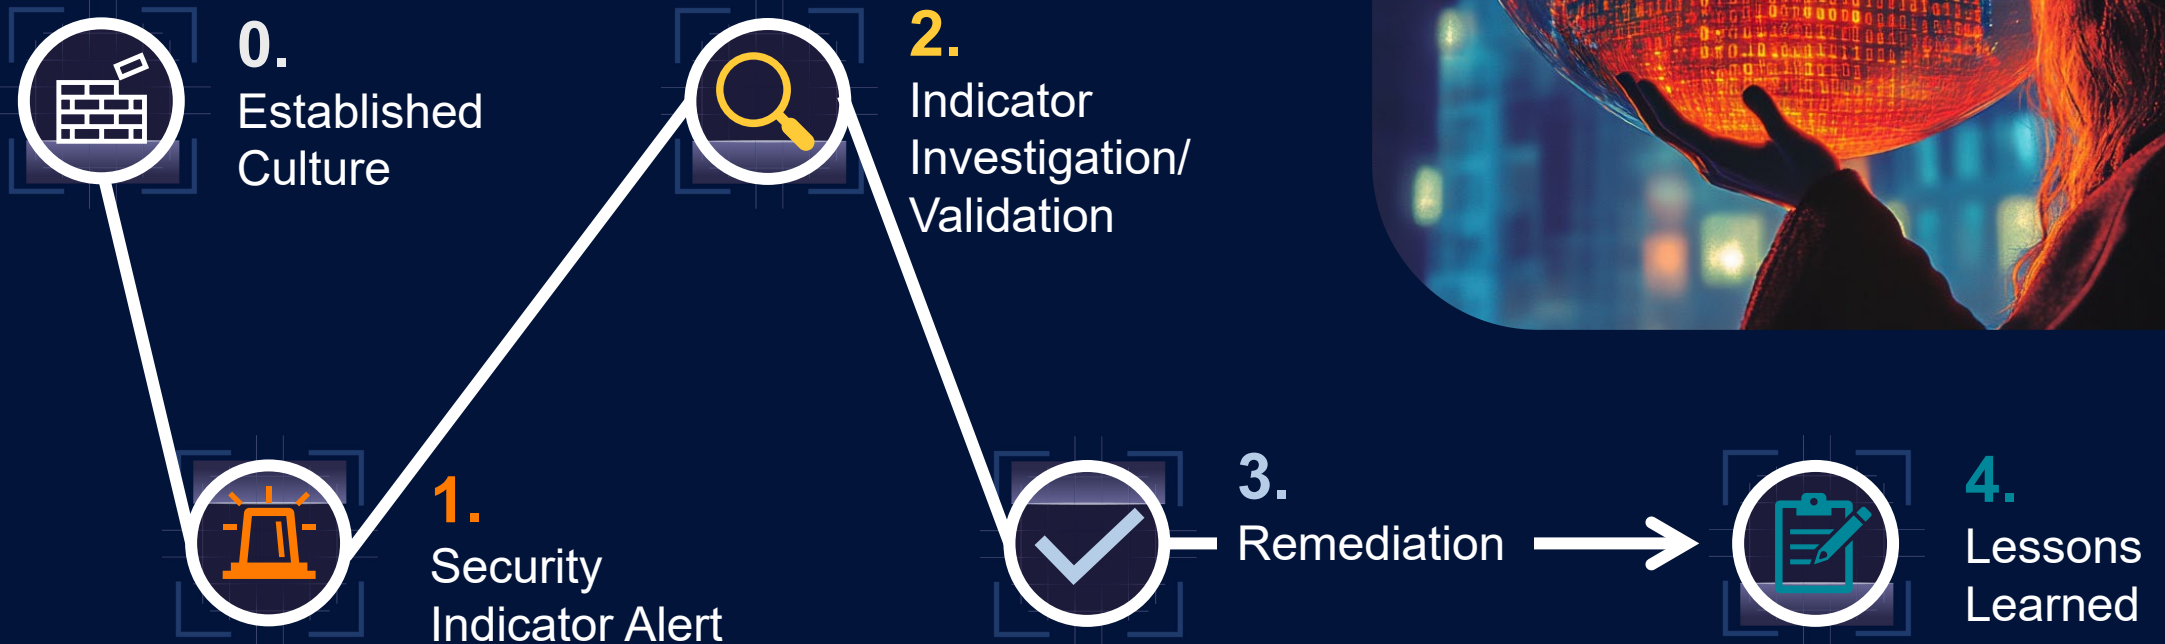 0.
Established
Culture
1.
Security
Indicator Alert
2.
Indicator
Investigation/
Validation
3.
Remediation
4.
Lessons
Learned